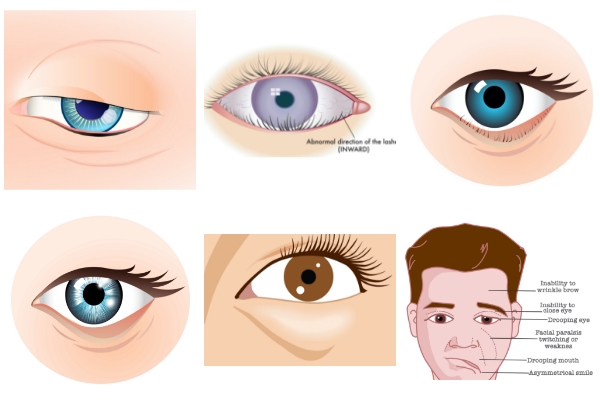 Abnormal direction of the lashe
(INWARD)
Inability to
wrinkle brow
Inability to
close eye
Drooping eye
Facial paralsis
twitching or
weaknes
Drooping mouth
Asymmetrical smile